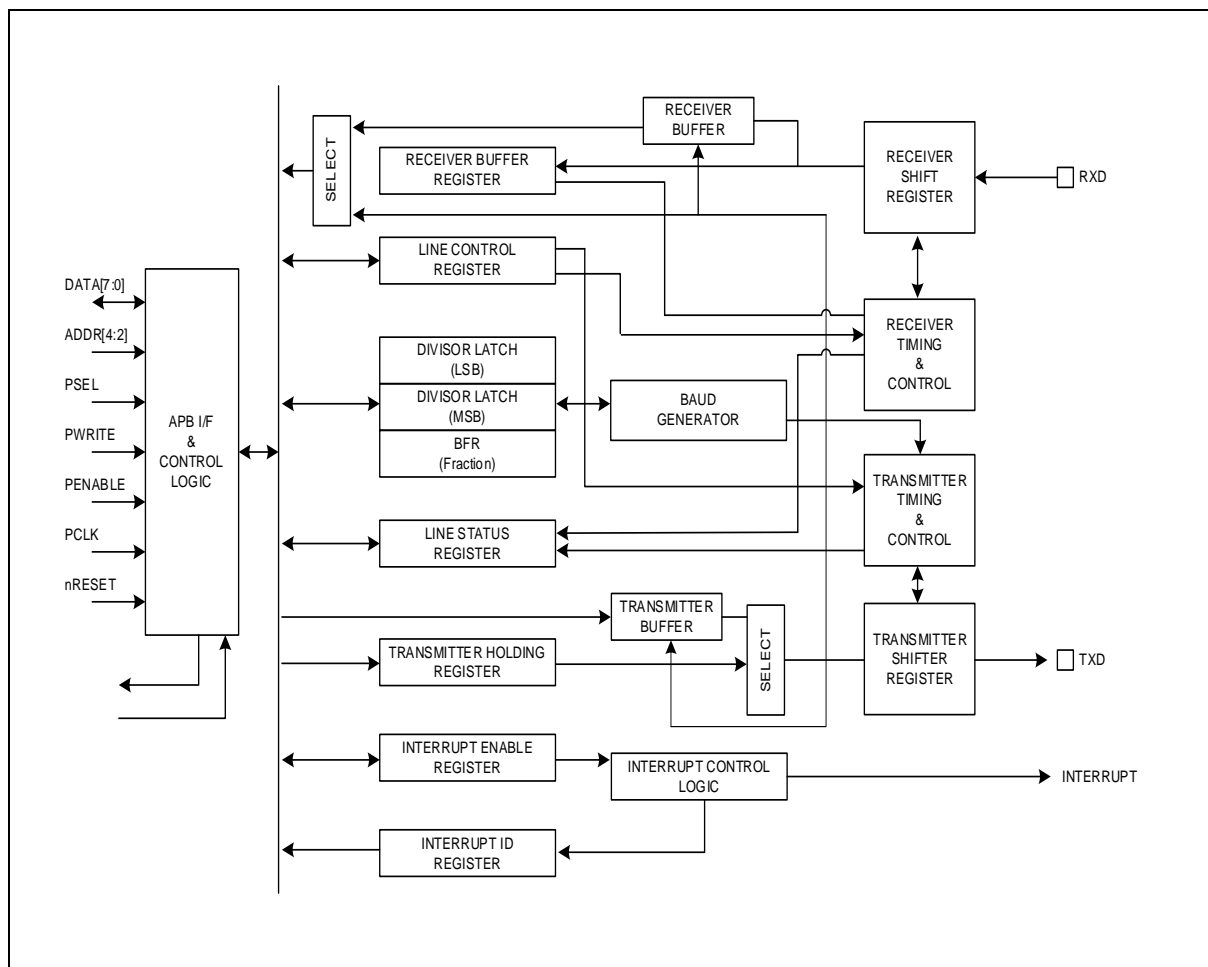 RECEIVER
BUFFER
SELECT
RECEIVER BUFFER
REGISTER
RECEIVER
SHIFT
REGISTER
RXD
LINE CONTROL
REGISTER
DATA[7:0]
ADDR[4:2]
PSEL
PWRITE
PENABLE
PCLK
nRESET
APB I/F
&
CONTROL
LOGIC
RECEIVER
TIMING
&
CONTROL
DIVISOR LATCH
(LSB)
DIVISOR LATCH
(MSB)
BFR
(Fraction)
BAUD
GENERATOR
TRANSMITTER
TIMING
&
CONTROL
LINE STATUS
REGISTER
TRANSMITTER
BUFFER
SELECT
TRANSMITTER HOLDING
REGISTER
TRANSMITTER
SHIFTER
REGISTER
TXD
INTERRUPT ENABLE
REGISTER
INTERRUPT CONTROL
LOGIC
INTERRUPT
INTERRUPT ID
REGISTER